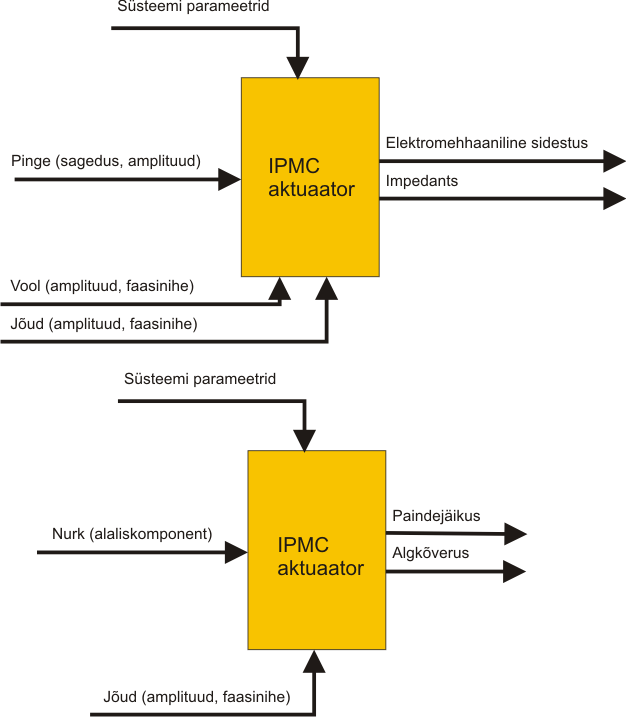 Süsteemi parameetrid
Elektromehhaaniline sidestus
Pinge (sagedus, amplituud)
IPMC
aktuaator
Impedants
Vool (amplituud, faasinihe)
Jõud (amplituud, faasinihe)
Süsteemi parameetrid
Paindejäikus
Nurk (alaliskomponent)
IPMC
aktuaator
Algkõverus
Jõud (amplituud, faasinihe)